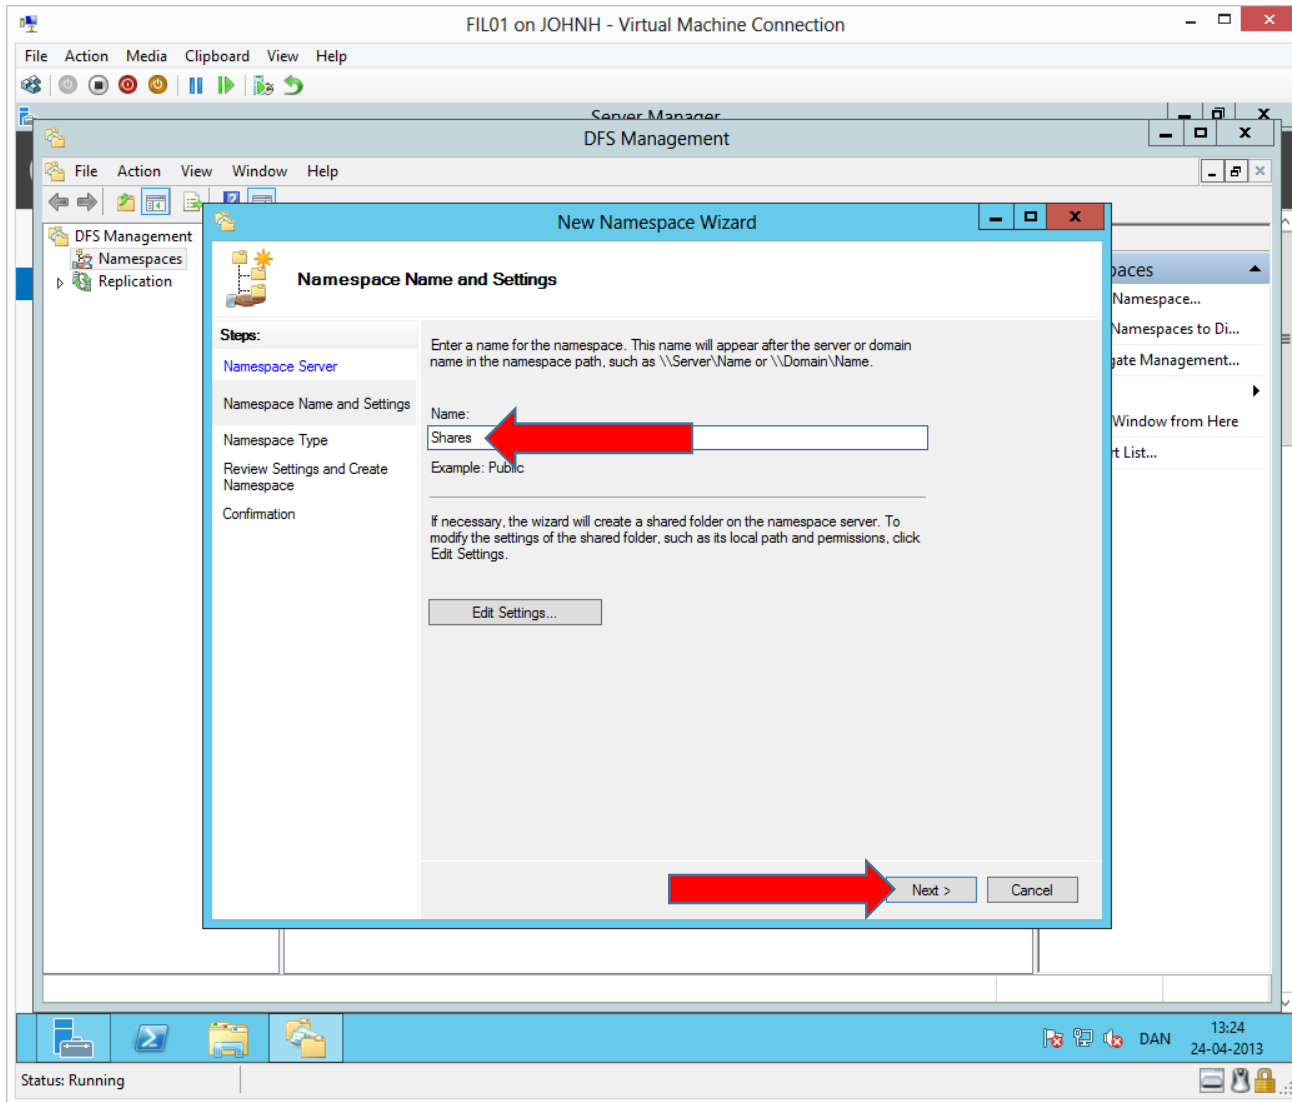 FIL01 on JOHNH - Virtual Machine Connection
File Action Media Clipboard View Help
Server Manager
DFS Management
File Action View Window Help
New Namespace Wizard
DFS Management
Namespaces
Replication
Namespace Name and Settings
Steps:
Namespace Server
Namespace Name and Settings
Namespace Type
Review Settings and Create
Namespace
Confirmation
Enter a name for the namespace. This name will appear after the server or domain
name in the namespace path, such as \\Server\Name or \\Domain\Name.
Name:
Shares
Example: Public
If necessary, the wizard will create a shared folder on the namespace server. To
modify the settings of the shared folder, such as its local path and permissions, click
Edit Settings.
Edit Settings...
Next >
Cancel
paces
Namespace...
Namespaces to Di...
gate Management...
Window from Here
rt List...
DAN
13:24
24-04-2013
Status: Running